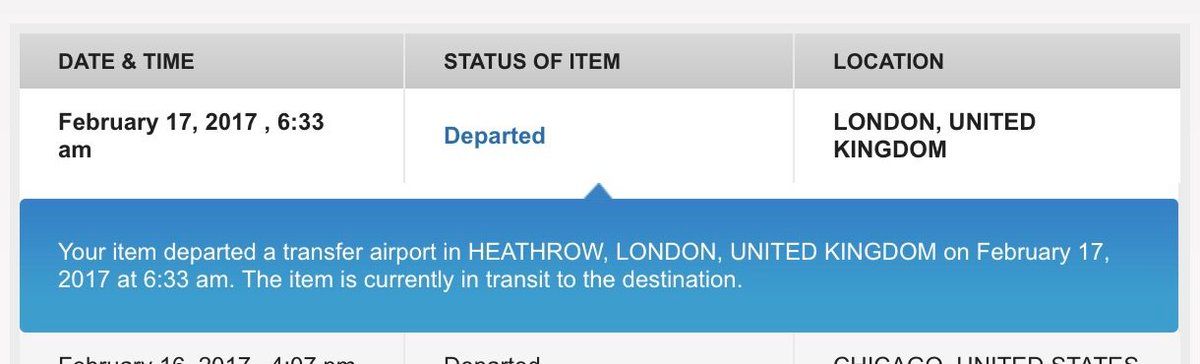 DATE & TIME STATUS OF ITEM LOCATION
February 17, 2017 , 6:33
am
Departed
LONDON, UNITED
KINGDOM
Your item departed a transfer airport in HEATHROW, LONDON, UNITED KINGDOM on February 17,
2017 at 6:33 am. The item is currently in transit to the destination.
February 16, 2017 , 4:07 pm Departed CHICAGO, UNITED STATES